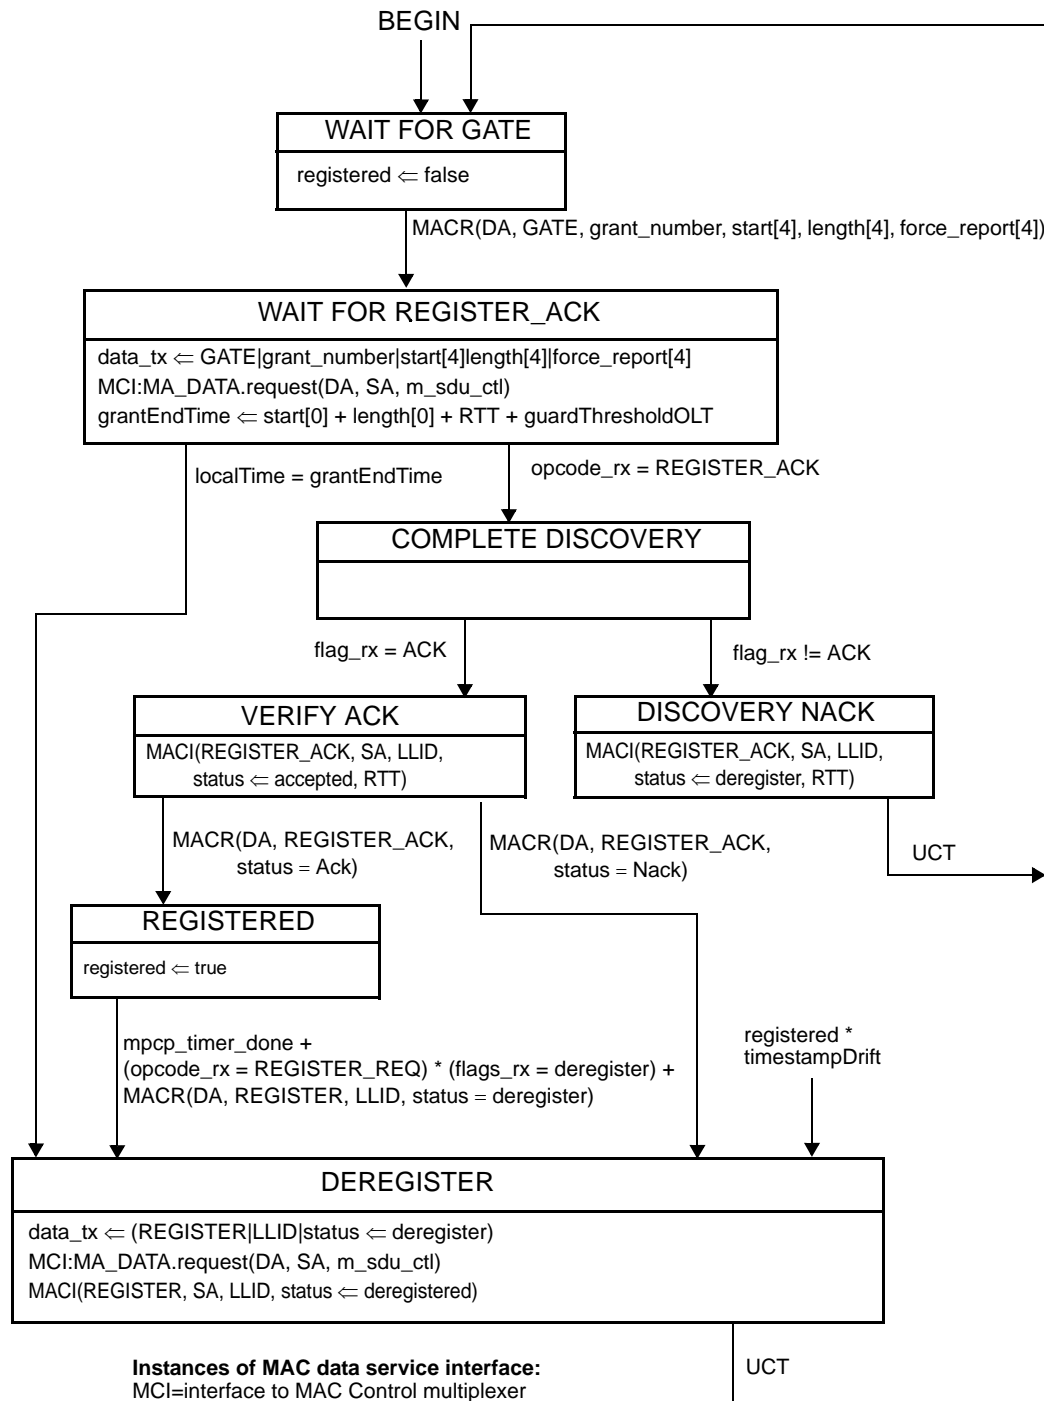 BEGIN
WAIT FOR GATE
registered ⇐ false
MACR(DA, GATE, grant_number, start[4], length[4], force_report[4])
WAIT FOR REGISTER_ACK
data_tx ⇐ GATE|grant_number|start[4]length[4]|force_report[4]
MCI:MA_DATA.request(DA, SA, m_sdu_ctl)
grantEndTime ⇐ start[0] + length[0] + RTT + guardThresholdOLT
localTime = grantEndTime
opcode_rx = REGISTER_ACK
COMPLETE DISCOVERY
flag_rx = ACK
flag_rx != ACK
VERIFY ACK
MACI(REGISTER_ACK, SA, LLID,
status ⇐ accepted, RTT)
DISCOVERY NACK
MACI(REGISTER_ACK, SA, LLID,
status ⇐ deregister, RTT)
MACR(DA, REGISTER_ACK,
status = Ack)
MACR(DA, REGISTER_ACK,
status = Nack)
UCT
REGISTERED
registered ⇐ true
mpcp_timer_done +
(opcode_rx = REGISTER_REQ) * (flags_rx = deregister) +
MACR(DA, REGISTER, LLID, status = deregister)
registered *
timestampDrift
DEREGISTER
data_tx ⇐ (REGISTER|LLID|status ⇐ deregister)
MCI:MA_DATA.request(DA, SA, m_sdu_ctl)
MACI(REGISTER, SA, LLID, status ⇐ deregistered)
UCT
Instances of MAC data service interface:
MCI=interface to MAC Control multiplexer